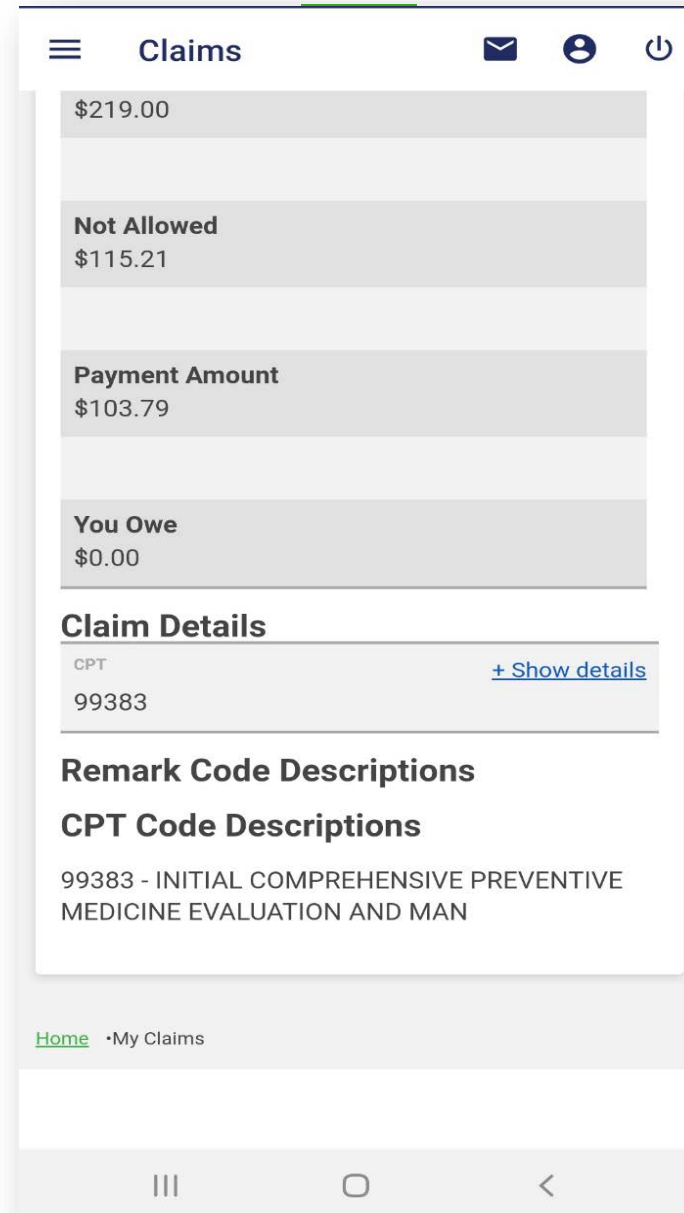 Claims
$219.00
Not Allowed
$115.21
Payment Amount
$103.79
You Owe
$0.00
Claim Details
CPT
+ Show details
99383
Remark Code Descriptions
CPT Code Descriptions
99383 - INITIAL COMPREHENSIVE PREVENTIVE
MEDICINE EVALUATION AND MAN
Home •My Claims